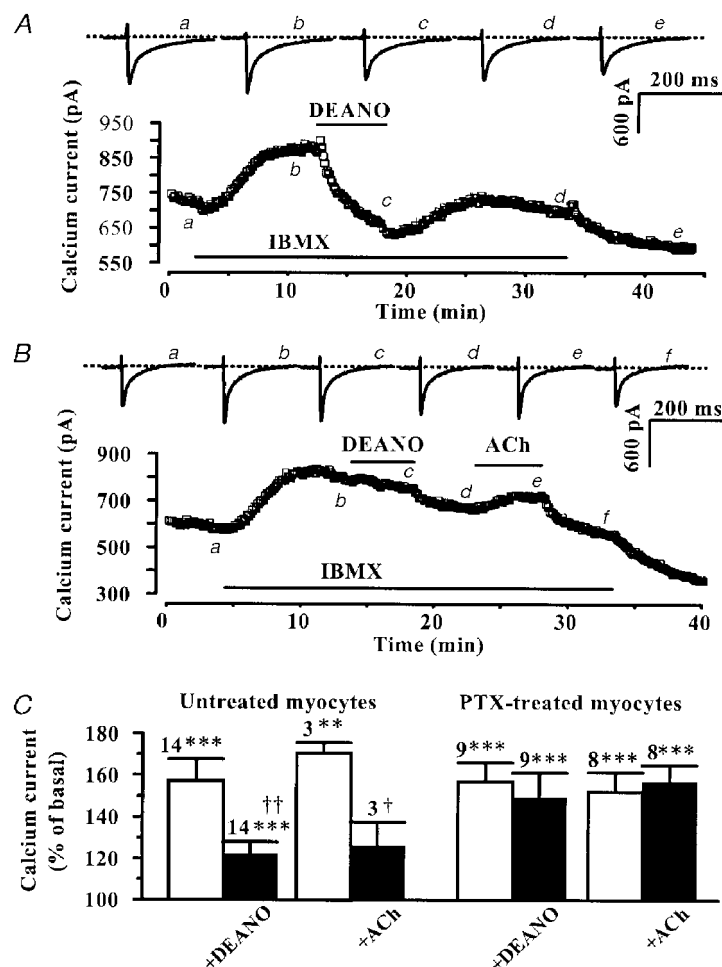 A
a b c d e
200 ms
600 pA
DEANO
Calcium current (pA)
950
850
750
650
550
a
b
c
d
e
IBMX
0 10 20 30 40
Time (min)
B
a b c d e f
200 ms
600 pA
DEANO ACh
Calcium current (pA)
900
700
500
300
a
b
c
d
e
f
IBMX
0 10 20 30 40
Time (min)
C
Untreated myocytes PTX-treated myocytes
Calcium current
(% of basal)
180
160
140
120
100
14***
††
14***
3**
3†
9***
9***
8***
8***
+DEANO
+ACh
+DEANO
+ACh